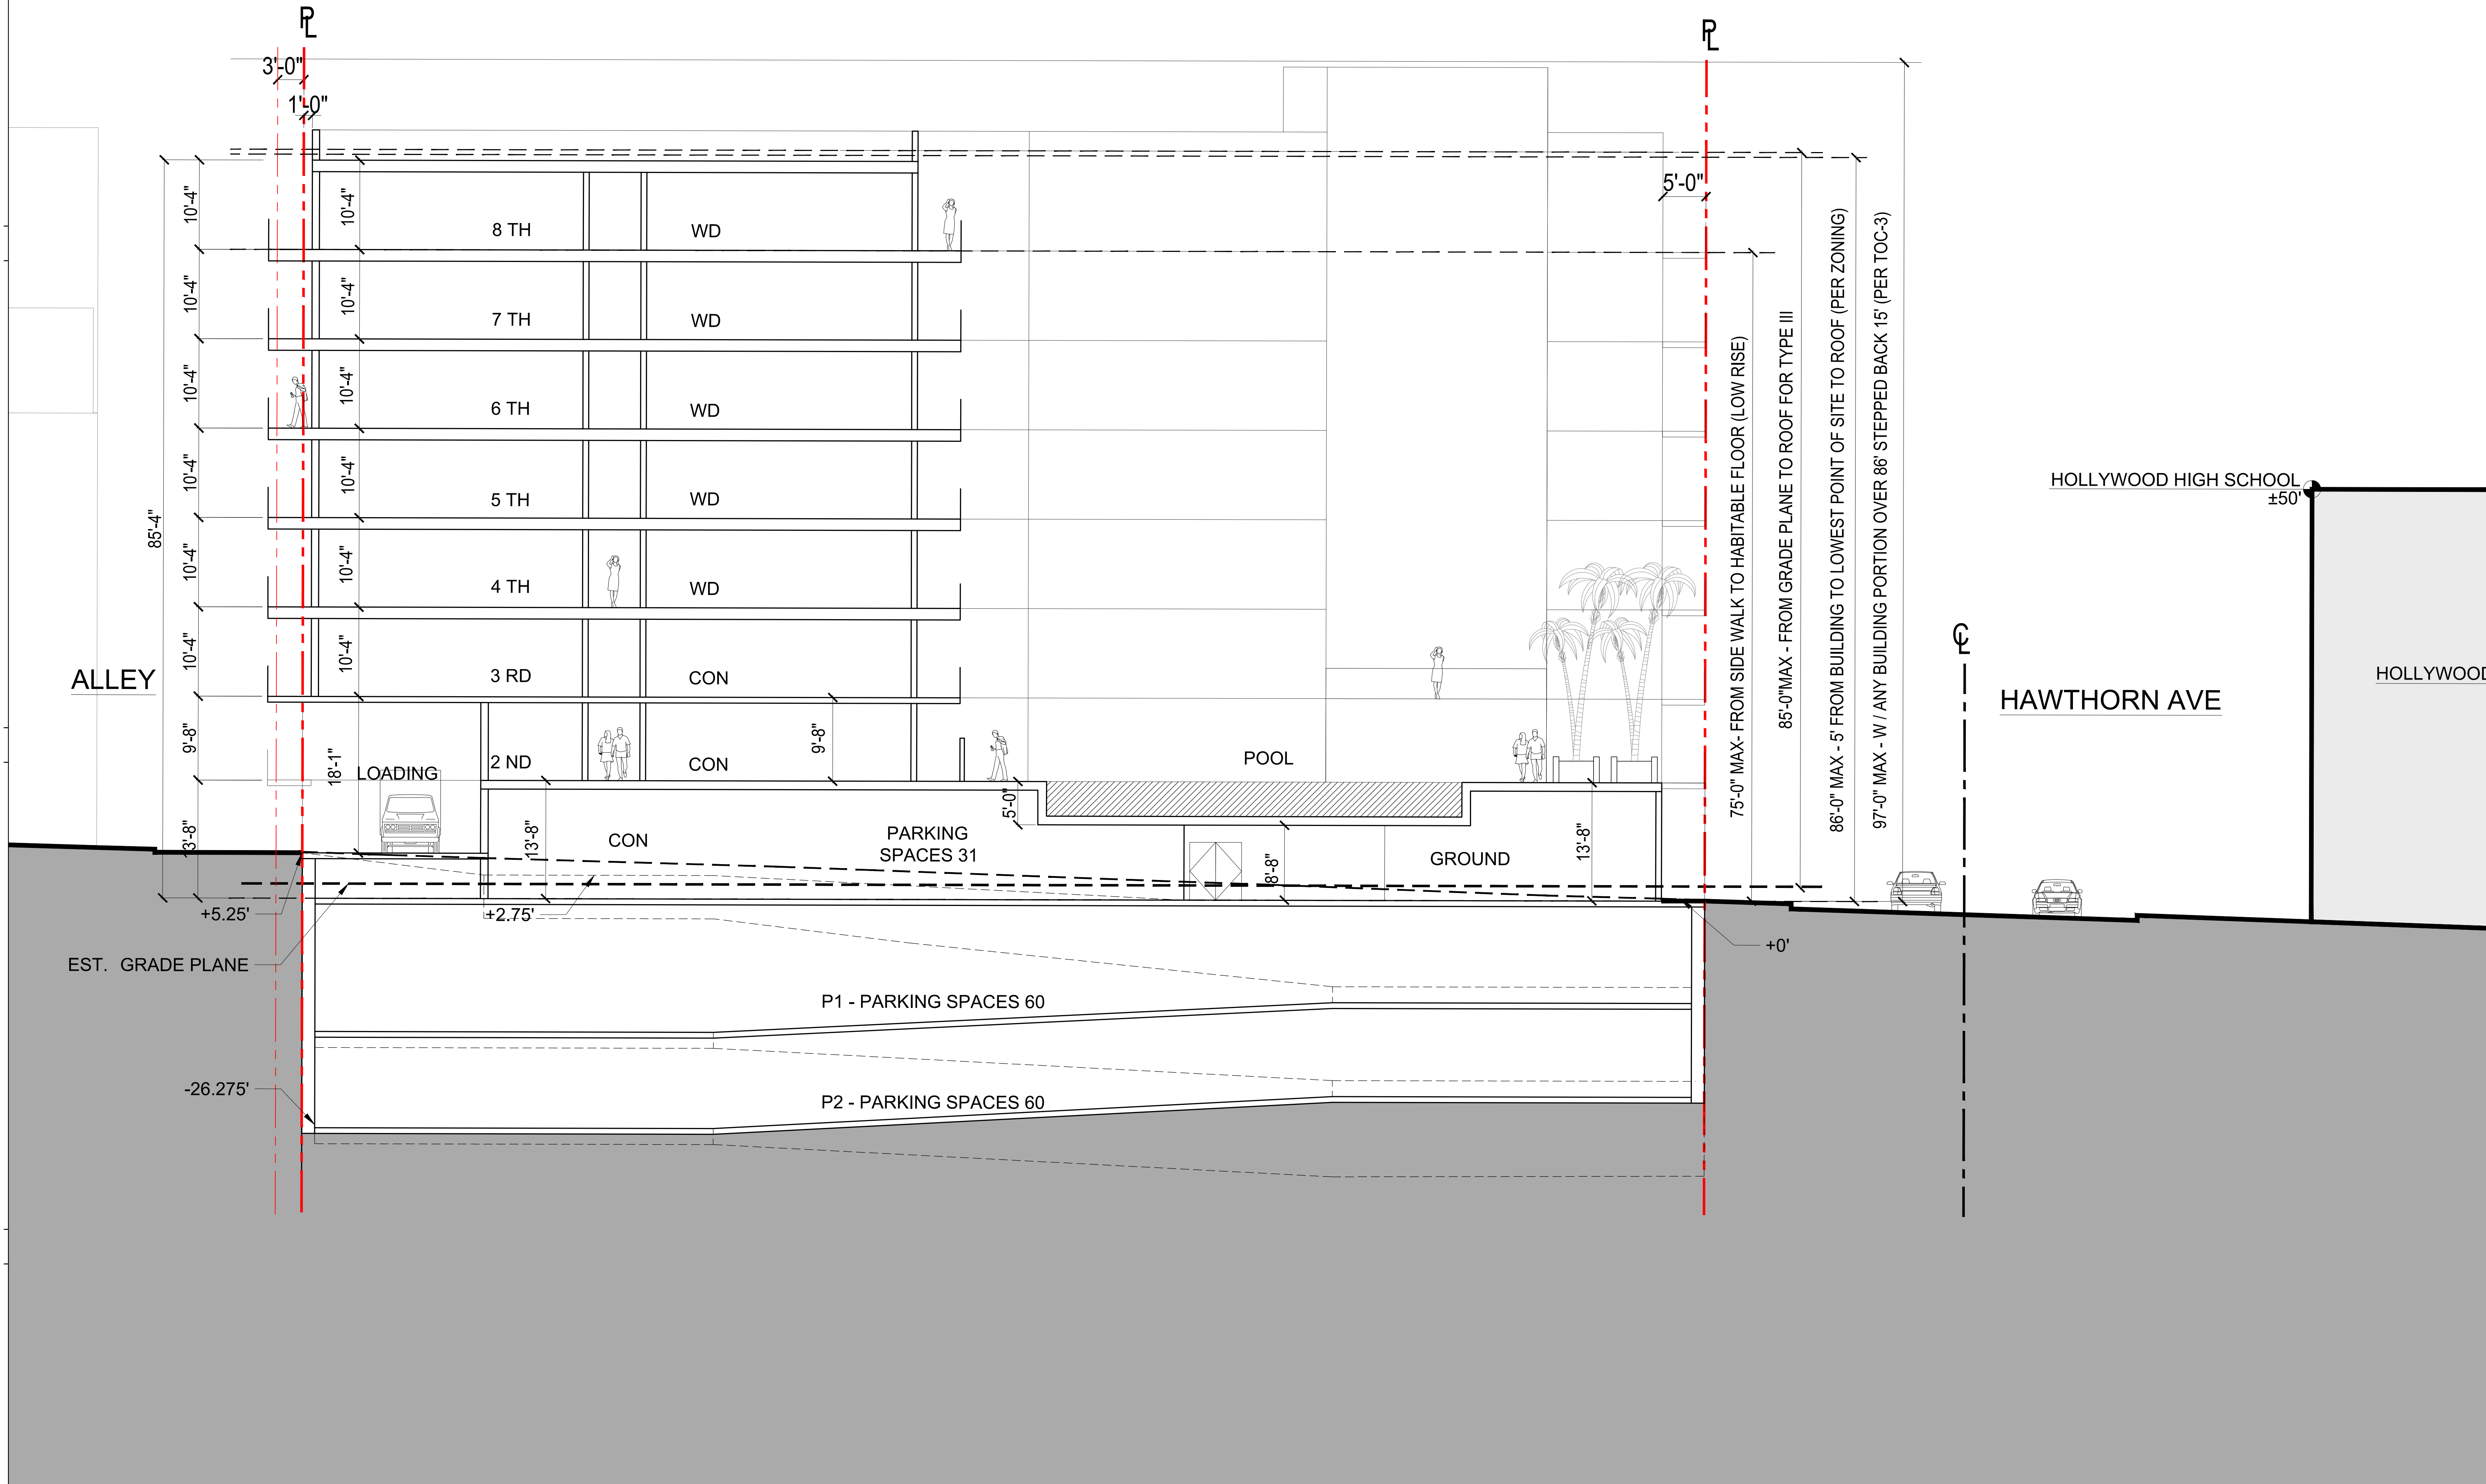 PL
PL
3'-0"
1'-0"
5'-0"
85'-4"
10'-4"
10'-4"
10'-4"
10'-4"
10'-4"
10'-4"
9'-8"
10'-4"
10'-4"
10'-4"
10'-4"
10'-4"
10'-4"
18'-1"
8 TH
WD
7 TH
WD
6 TH
WD
5 TH
WD
4 TH
WD
3 RD
CON
2 ND
CON
9'-8"
ALLEY
LOADING
POOL
5'-0"
13'-8"
CON
PARKING
SPACES 31
8'-8"
GROUND
13'-8"
75'-0" MAX- FROM SIDE WALK TO HABITABLE FLOOR (LOW RISE)
85'-0"MAX - FROM GRADE PLANE TO ROOF FOR TYPE III
86'-0" MAX - 5' FROM BUILDING TO LOWEST POINT OF SITE TO ROOF (PER ZONING)
97'-0" MAX - W / ANY BUILDING PORTION OVER 86' STEPPED BACK 15' (PER TOC-3)
CL
HAWTHORN AVE
HOLLYWOOD HIGH SCHOOL
±50'
HOLLYWOOD
+5.25'
+2.75'
+0'
EST. GRADE PLANE
P1 - PARKING SPACES 60
-26.275'
P2 - PARKING SPACES 60